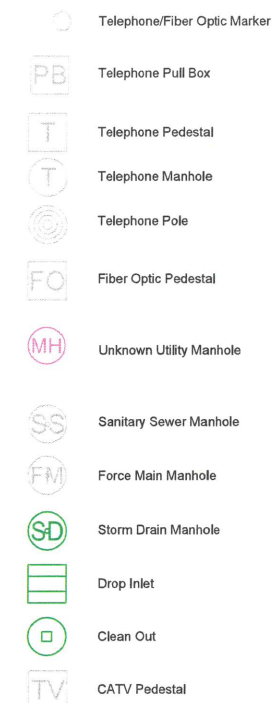 Telephone/Fiber Optic Marker
PB Telephone Pull Box
T Telephone Pedestal
T Telephone Manhole
Telephone Pole
FO Fiber Optic Pedestal
MH Unknown Utility Manhole
SS Sanitary Sewer Manhole
FM Force Main Manhole
SD Storm Drain Manhole
Drop Inlet
Clean Out
TV CATV Pedestal